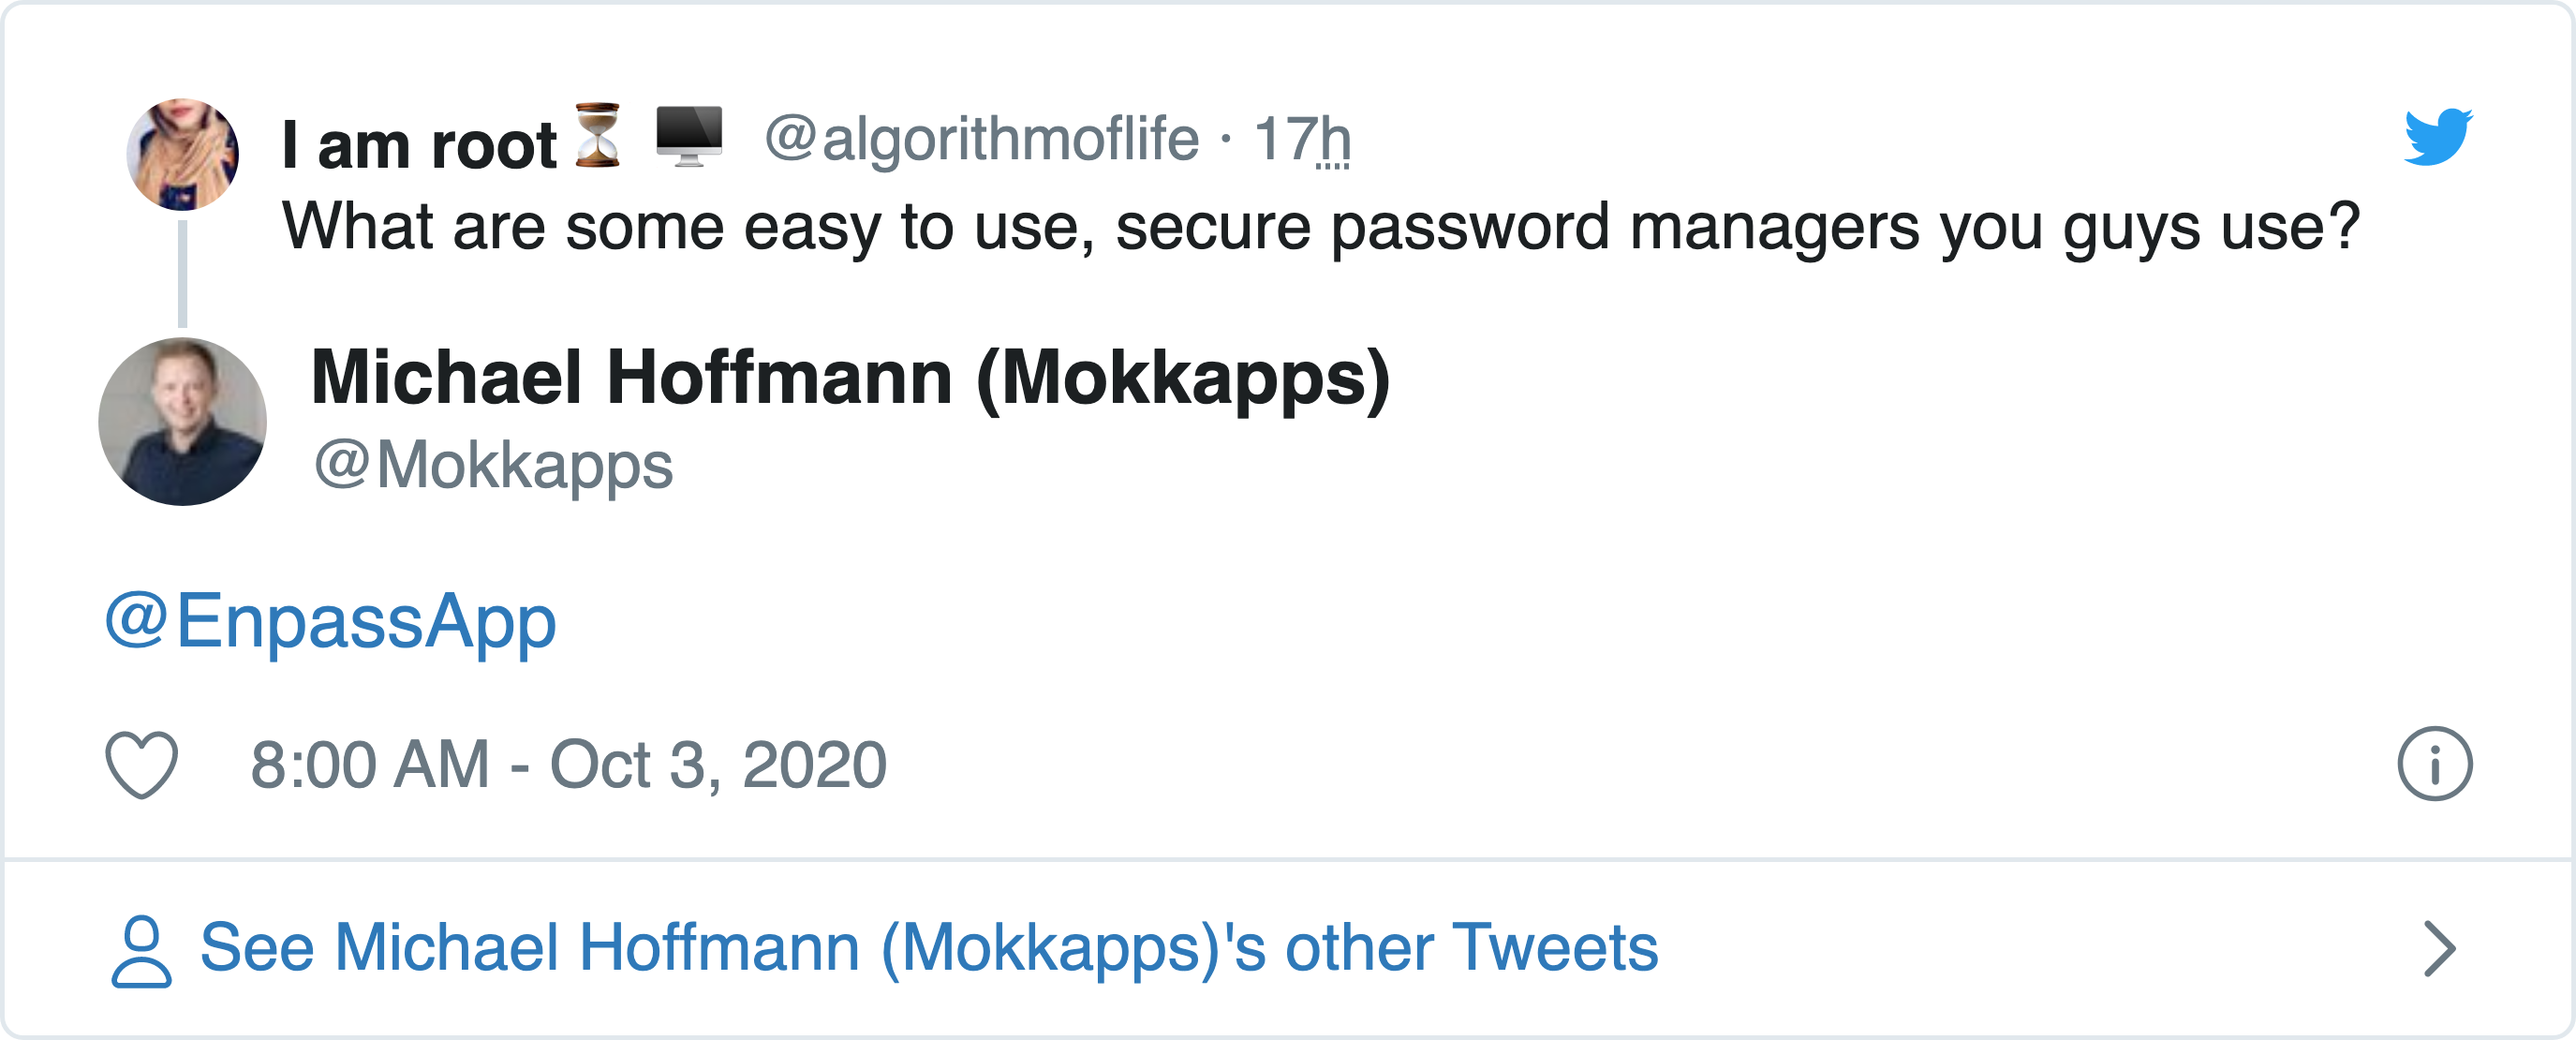 I am root⏳ 🖥️ @algorithmoflife · 17h
What are some easy to use, secure password managers you guys use?
Michael Hoffmann (Mokkapps)
@Mokkapps
@EnpassApp
8:00 AM - Oct 3, 2020
See Michael Hoffmann (Mokkapps)'s other Tweets